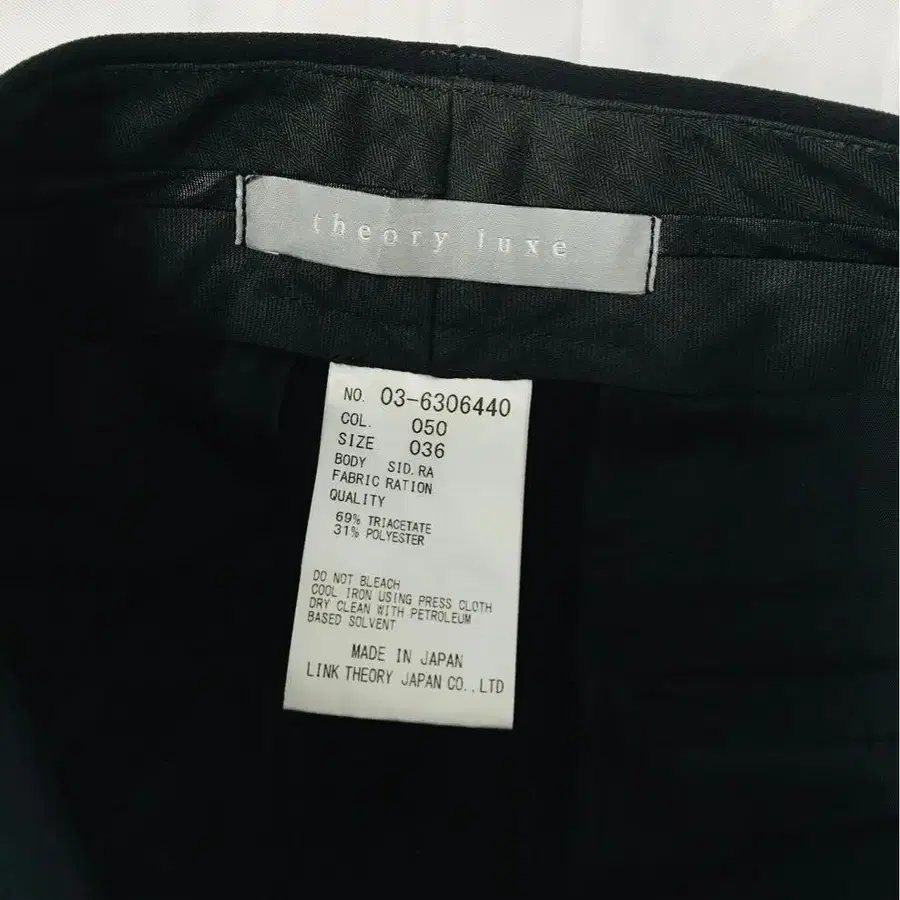 theory luxe
NO. 03-6306440
COL. 050
SIZE 036
BODY SID.RA
FABRIC RATION
QUALITY
69% TRIACETATE
31% POLYESTER
DO NOT BLEACH
COOL IRON USING PRESS CLOTH
DRY CLEAN WITH PETROLEUM
BASED SOLVENT
MADE IN JAPAN
LINK THEORY JAPAN CO.,LTD